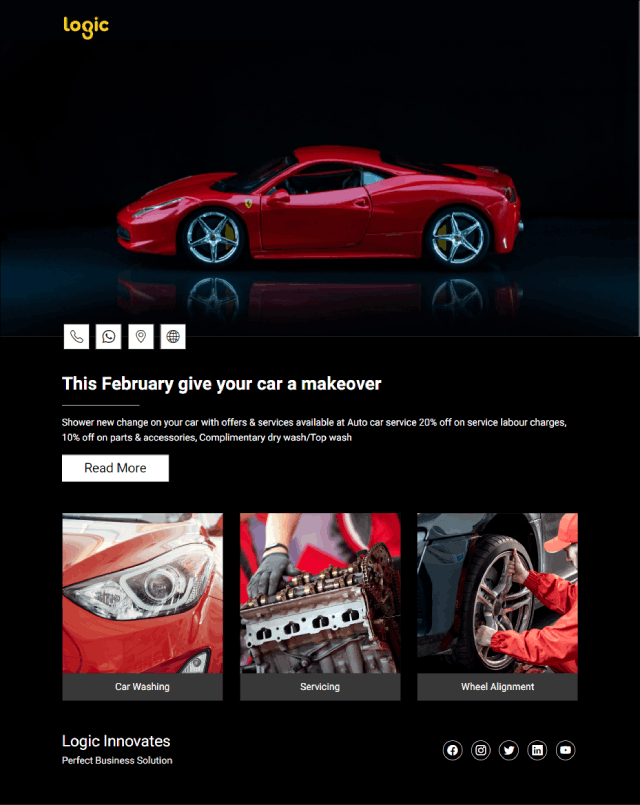 logic
This February give your car a makeover
Shower new change on your car with offers & services available at Auto car service 20% off on service labour charges,
10% off on parts & accessories, Complimentary dry wash/Top wash
Read More
Car Washing
Servicing
Wheel Alignment
Logic Innovates
Perfect Business Solution